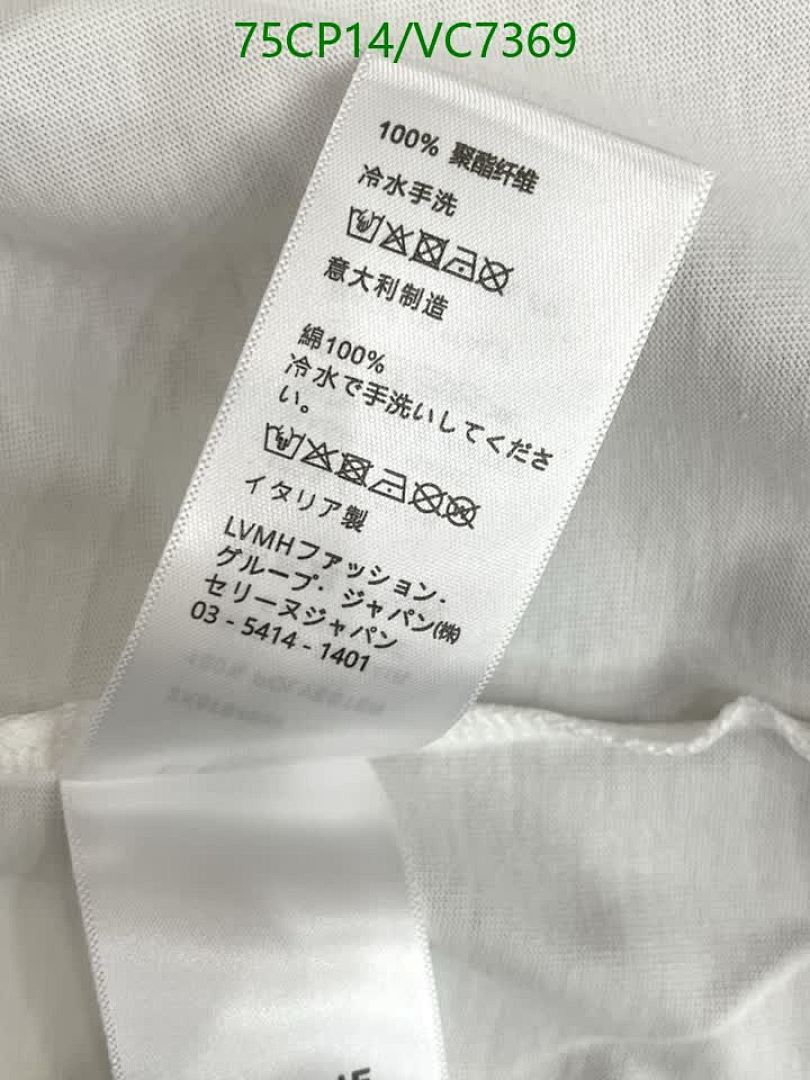 75CP14/VC7369
100% 聚酯纤维
冷水手洗
意大利制造
綿100%
冷水で手洗いしてくださ
い。
イタリア製
LVMHファッション.
グループ. ジャパン㈱
セリーヌジャパン
03 - 5414 - 1401